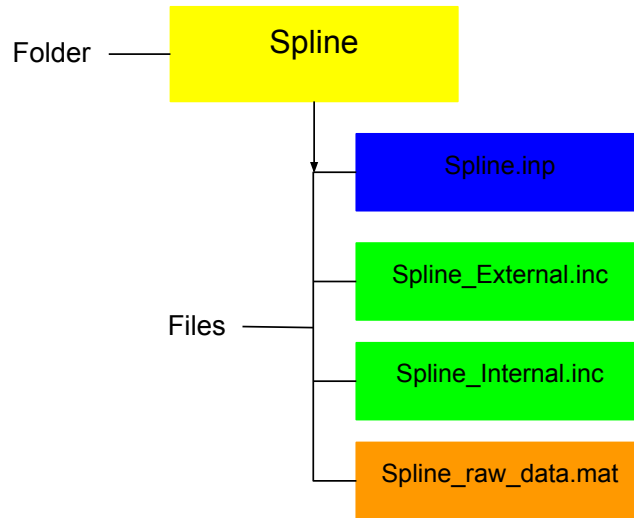 Spline
Folder
Spline.inp
Spline_External.inc
Files
Spline_Internal.inc
Spline_raw_data.mat